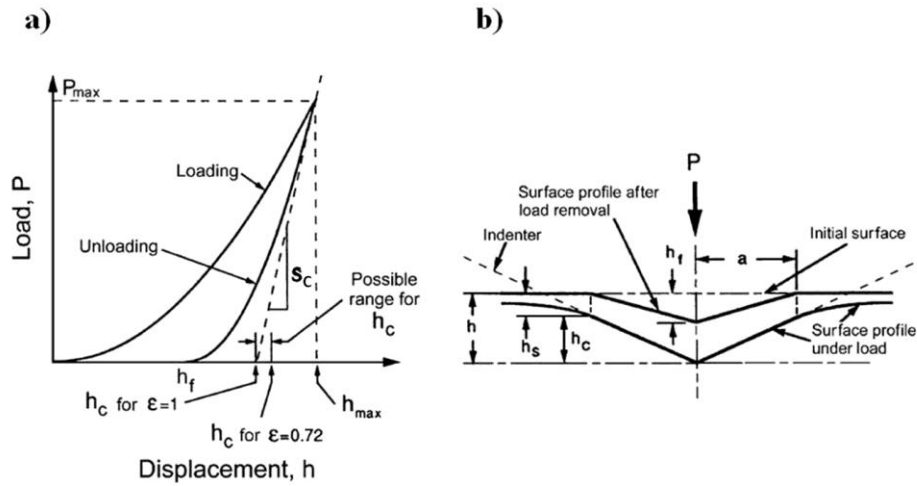 a)
P_max
Load, P
Loading
Unloading
S_C
Possible
range for
h_c
h_f
h_c for ε=1
h_max
h_c for ε=0.72
Displacement, h
b)
P
Surface profile after
load removal
Indenter
h_f
a
Initial surface
h
h_s
h_c
Surface profile
under load